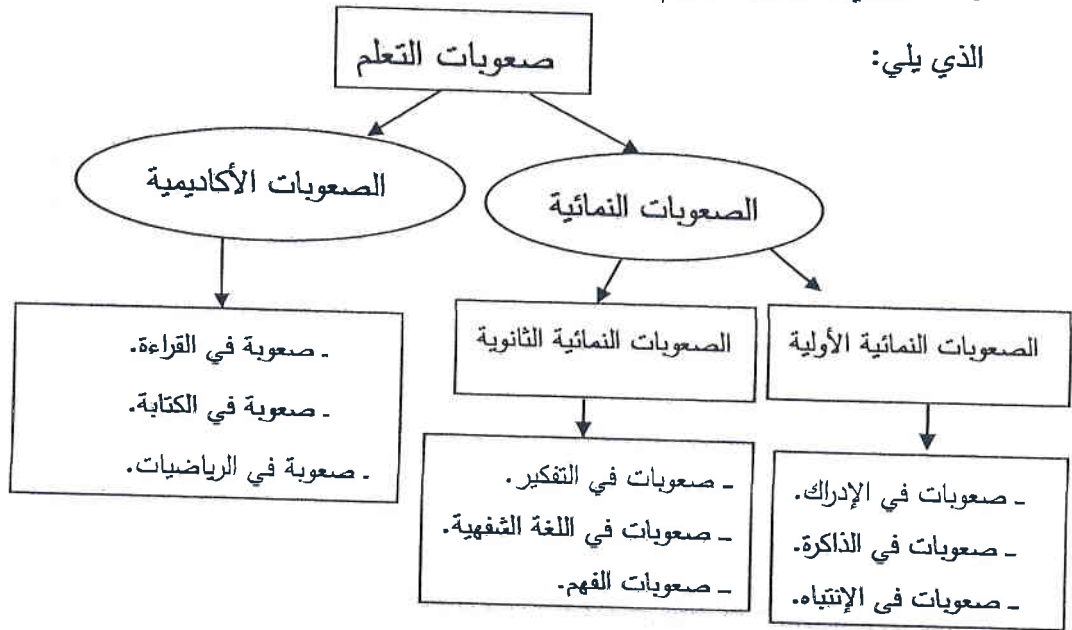 الذي يلي:
صعوبات التعلم
الصعوبات النمائية
الصعوبات الأكاديمية
الصعوبات النمائية الأولية
الصعوبات النمائية الثانوية
ـ صعوبات في الإدراك.
ـ صعوبات في الذاكرة.
ـ صعوبات في الإنتباه.
ـ صعوبات في التفكير.
ـ صعوبات في اللغة الشفهية.
ـ صعوبات الفهم.
ـ صعوبة في القراءة.
ـ صعوبة في الكتابة.
ـ صعوبة في الرياضيات.